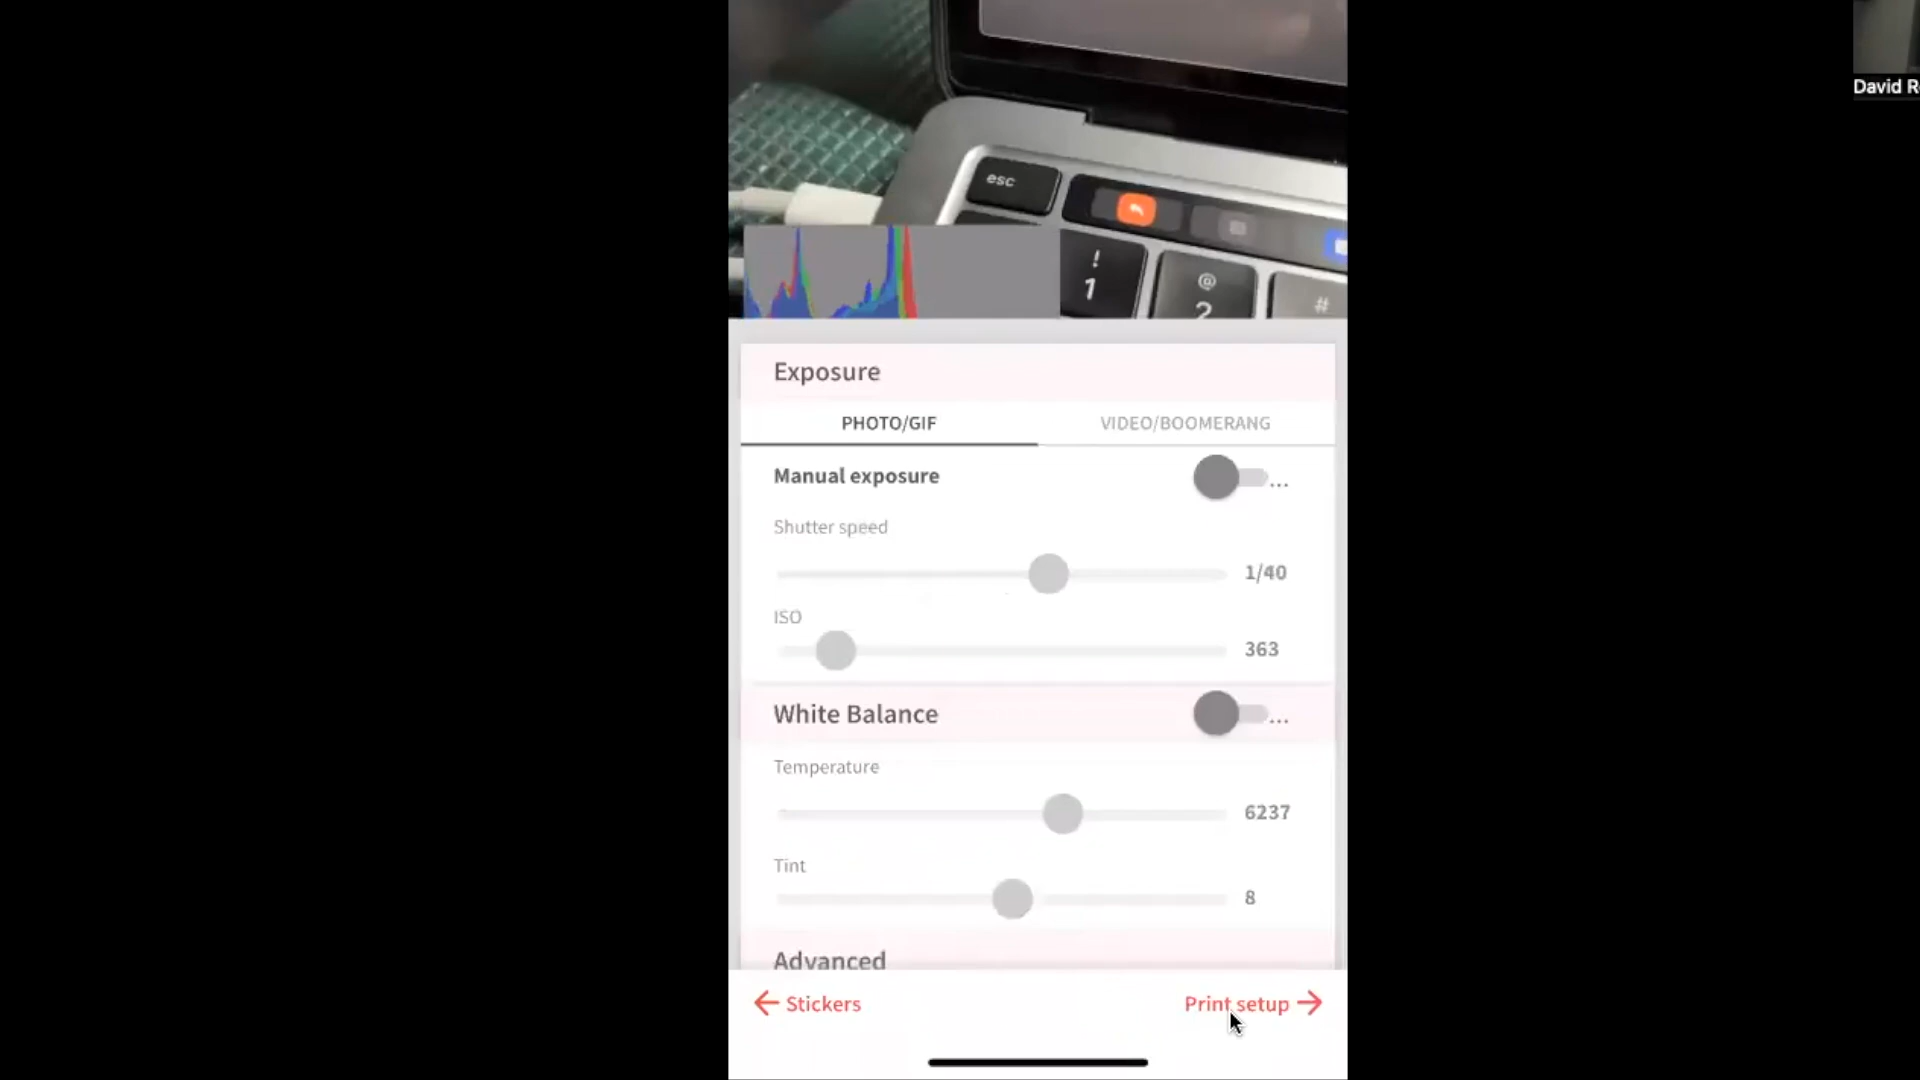 David R
esc
!
1
@
2
#
Exposure
PHOTO/GIF VIDEO/BOOMERANG
Manual exposure ...
Shutter speed
1/40
ISO
363
White Balance ...
Temperature
6237
Tint
8
Advanced
Stickers Print setup